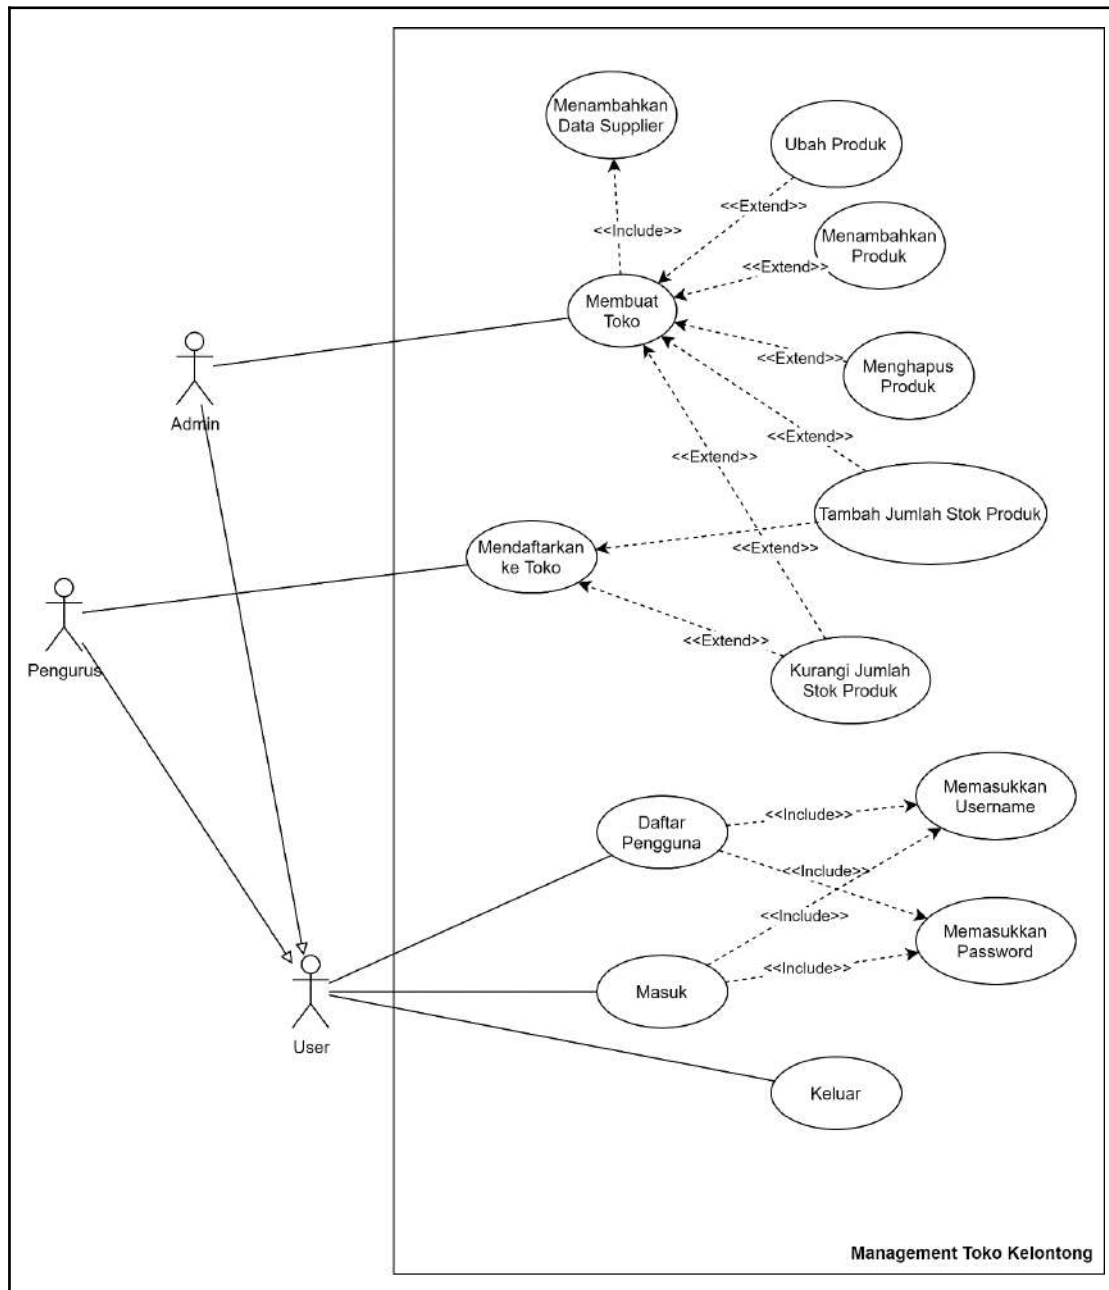 Menambahkan
Data Supplier
Ubah Produk
<<Extend>>
<<Include>>
Menambahkan
Produk
<<Extend>>
Membuat
Toko
<<Extend>>
Menghapus
Produk
Admin
<<Extend>>
<<Extend>>
Tambah Jumlah Stok Produk
Mendaftarkan
ke Toko
<<Extend>>
<<Extend>>
Pengurus
Kurangi Jumlah
Stok Produk
Memasukkan
Username
Daftar
Pengguna
<<Include>>
<<Include>>
<<Include>>
Memasukkan
Password
<<Include>>
Masuk
User
Keluar
Management Toko Kelontong